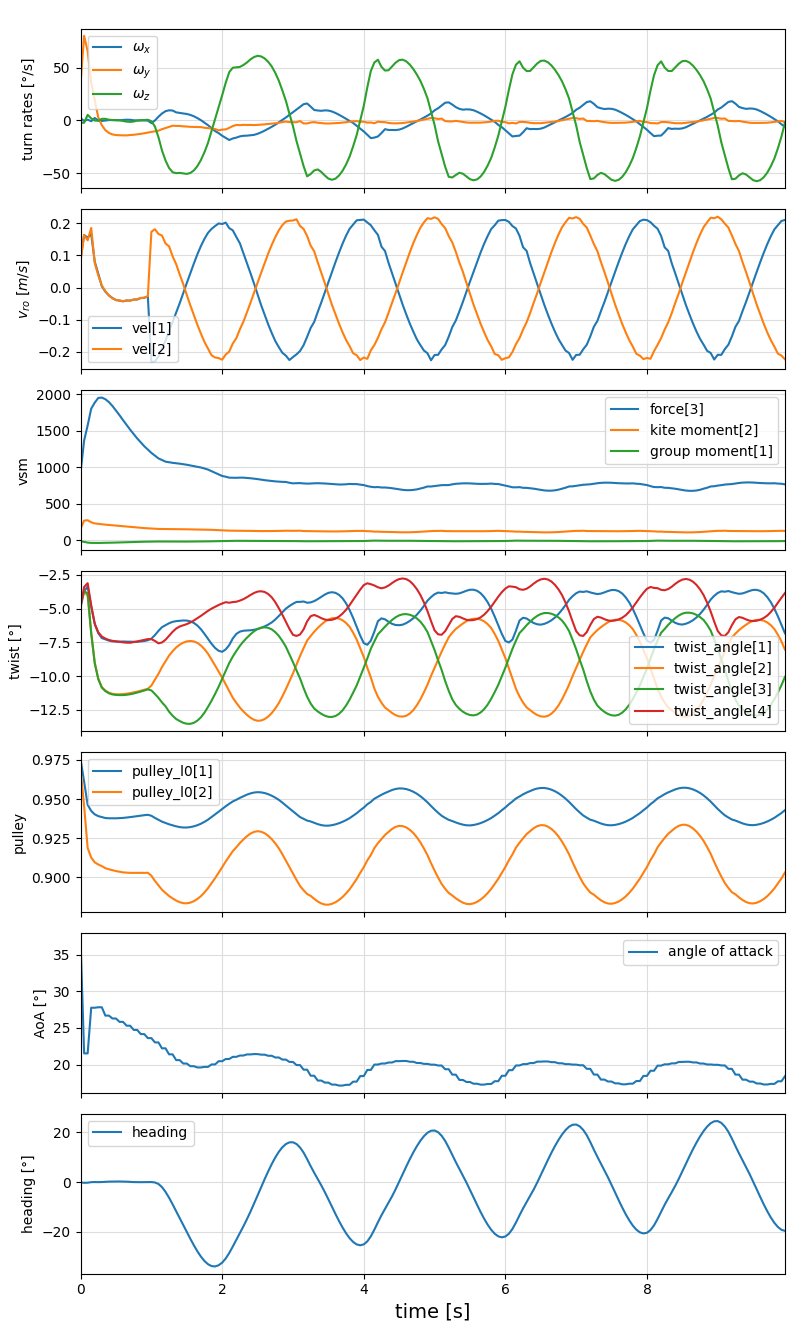 turn rates [°/s]
50
0
−50
ωx
ωy
ωz
v_ro [m/s]
0.2
0.1
0.0
−0.1
−0.2
vel[1]
vel[2]
vsm
2000
1500
1000
500
0
force[3]
kite moment[2]
group moment[1]
twist [°]
−2.5
−5.0
−7.5
−10.0
−12.5
twist_angle[1]
twist_angle[2]
twist_angle[3]
twist_angle[4]
pulley
0.975
0.950
0.925
0.900
pulley_l0[1]
pulley_l0[2]
AoA [°]
35
30
25
20
angle of attack
heading [°]
20
0
−20
heading
0 2 4 6 8
time [s]